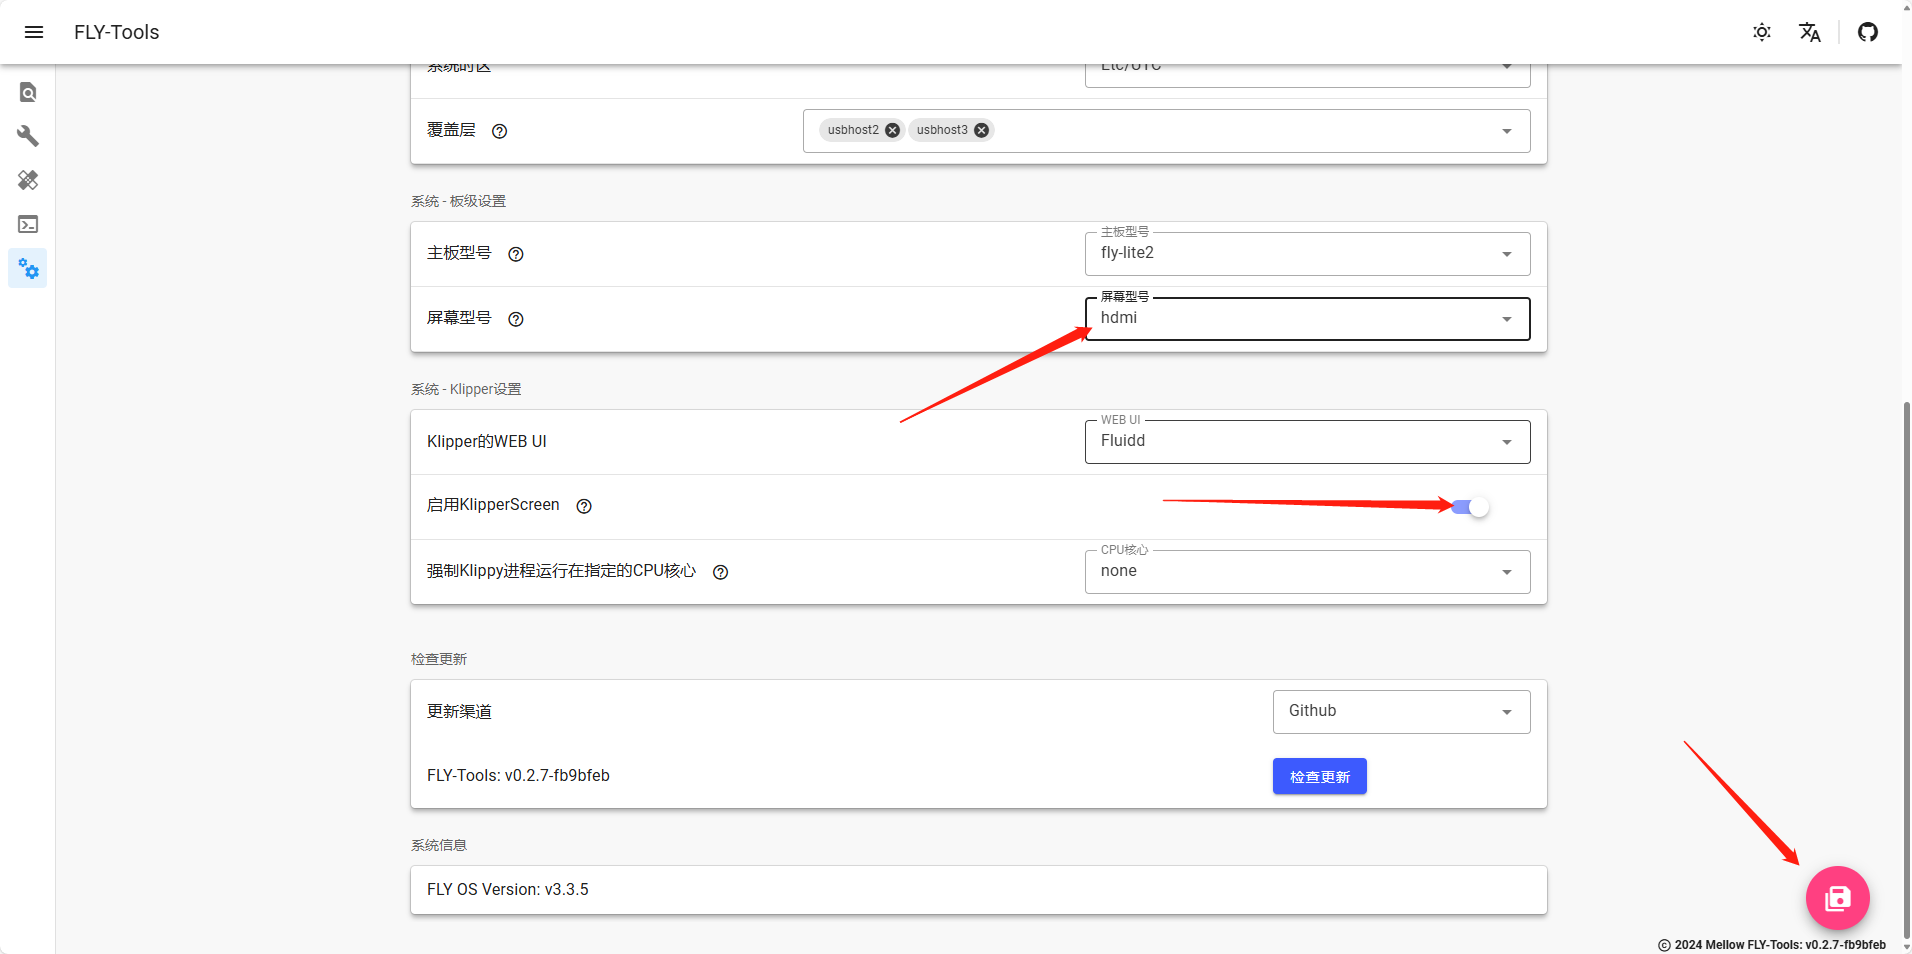 FLY-Tools
系统时区
Etc/UTC
覆盖层
usbhost2
usbhost3
系统 - 板级设置
主板型号
主板型号
fly-lite2
屏幕型号
屏幕型号
hdmi
系统 - Klipper设置
Klipper的WEB UI
WEB UI
Fluidd
启用KlipperScreen
强制Klippy进程运行在指定的CPU核心
CPU核心
none
检查更新
更新渠道
Github
FLY-Tools: v0.2.7-fb9bfeb
检查更新
系统信息
FLY OS Version: v3.3.5
© 2024 Mellow FLY-Tools: v0.2.7-fb9bfeb